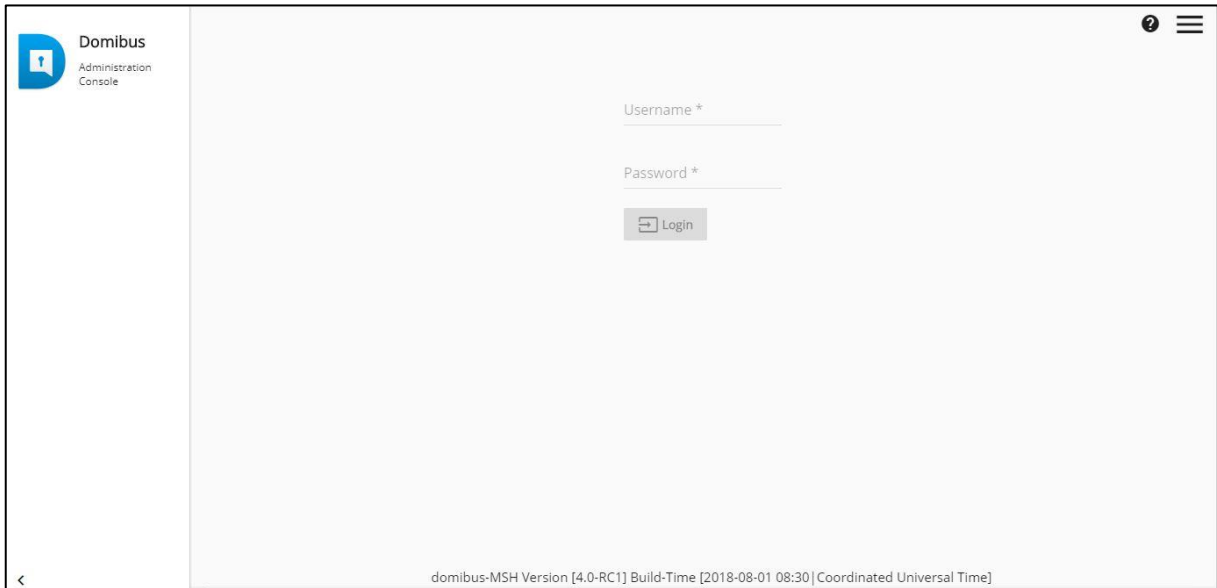 Domibus
Administration
Console
Username *
Password *
Login
domibus-MSH Version [4.0-RC1] Build-Time [2018-08-01 08:30|Coordinated Universal Time]